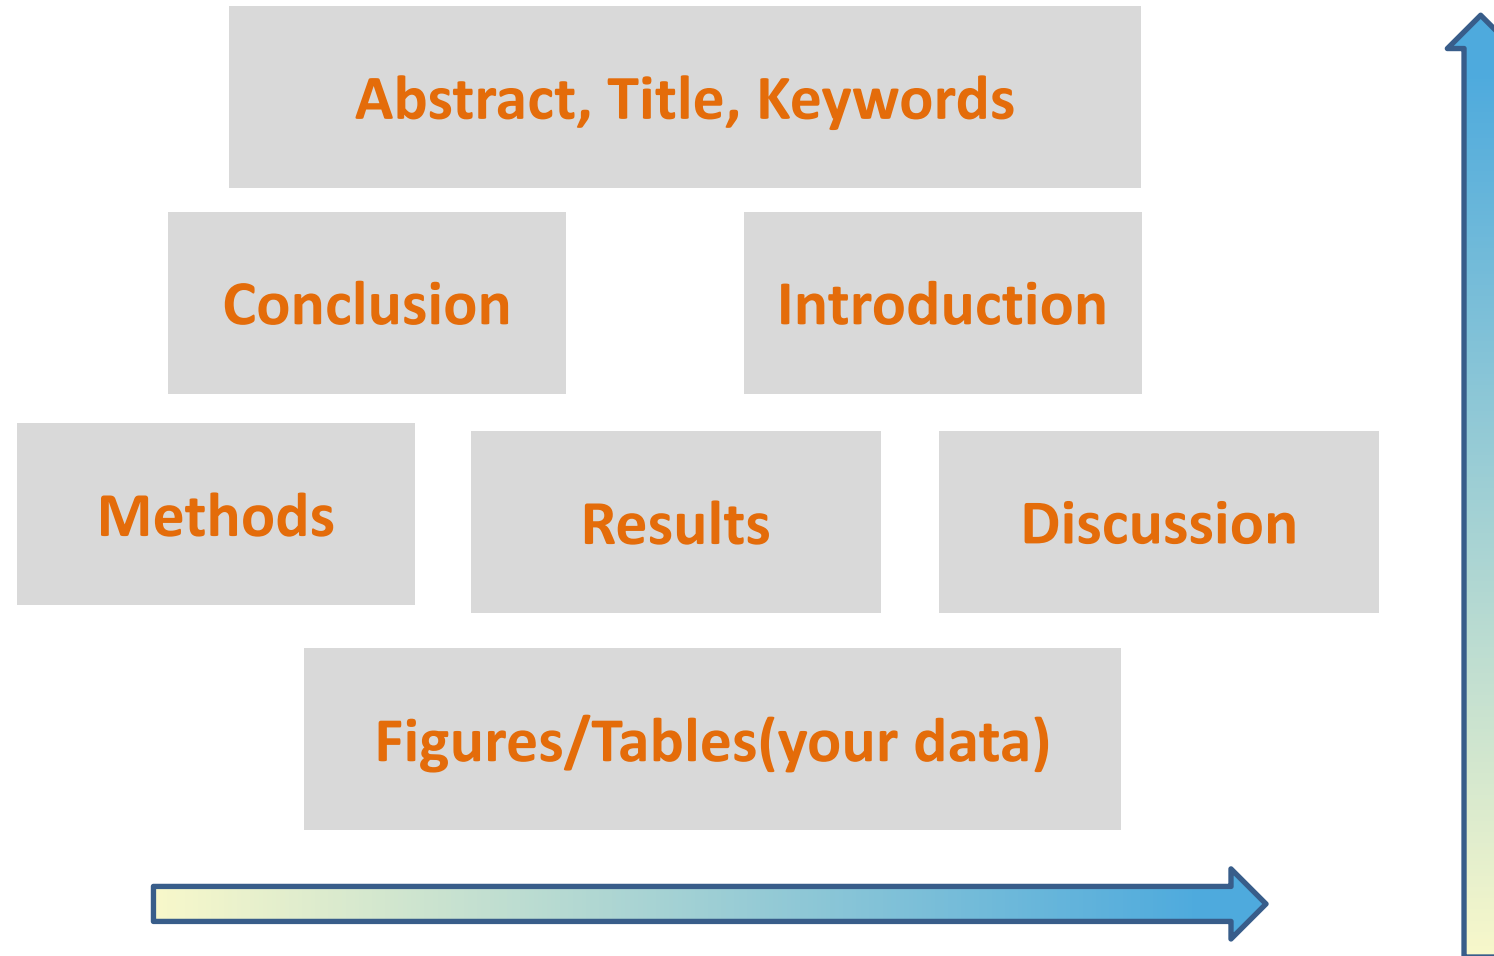 Abstract, Title, Keywords
Conclusion
Introduction
Methods
Results
Discussion
Figures/Tables(your data)